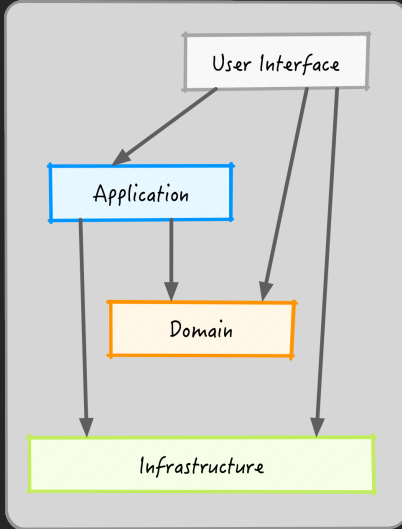 User Interface
Application
Domain
Infrastructure